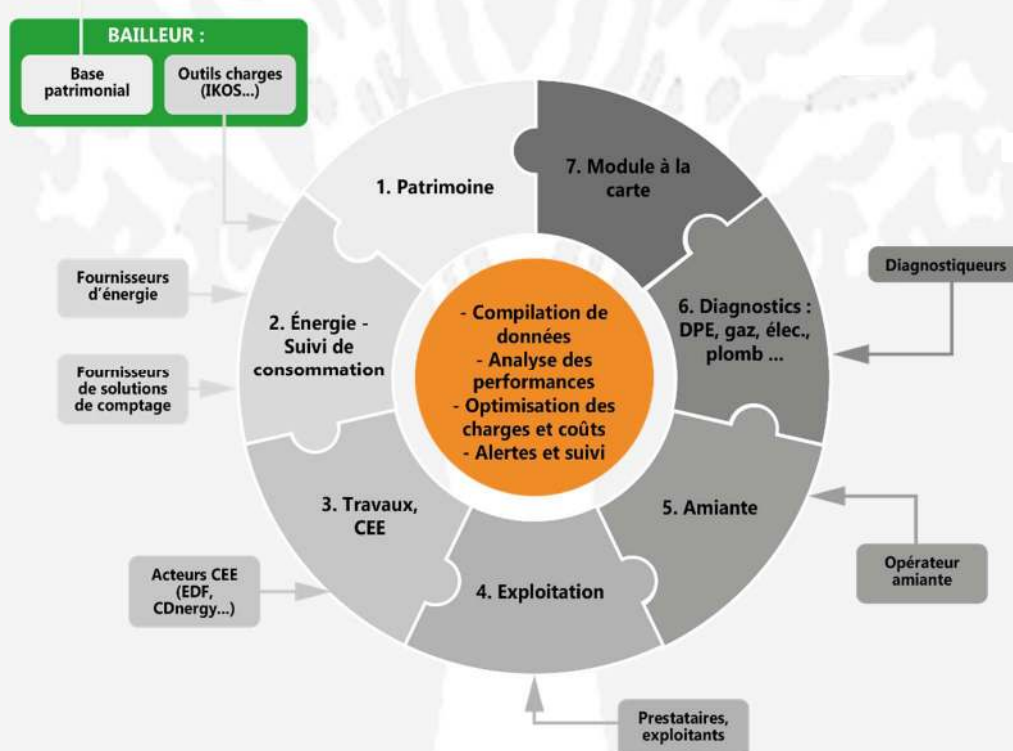 BAILLEUR :
Base
patrimonial
Outils charges
(IKOS...)
1. Patrimoine
7. Module à la
carte
Fournisseurs
d'énergie
Diagnostiqueurs
2. Énergie -
Suivi de
consommation
- Compilation de
données
- Analyse des
performances
- Optimisation des
charges et coûts
- Alertes et suivi
6. Diagnostics :
DPE, gaz, élec.,
plomb ...
Fournisseurs
de solutions
de comptage
3. Travaux,
CEE
5. Amiante
Acteurs CEE
(EDF,
CDnergy...)
4. Exploitation
Opérateur
amiante
Prestataires,
exploitants